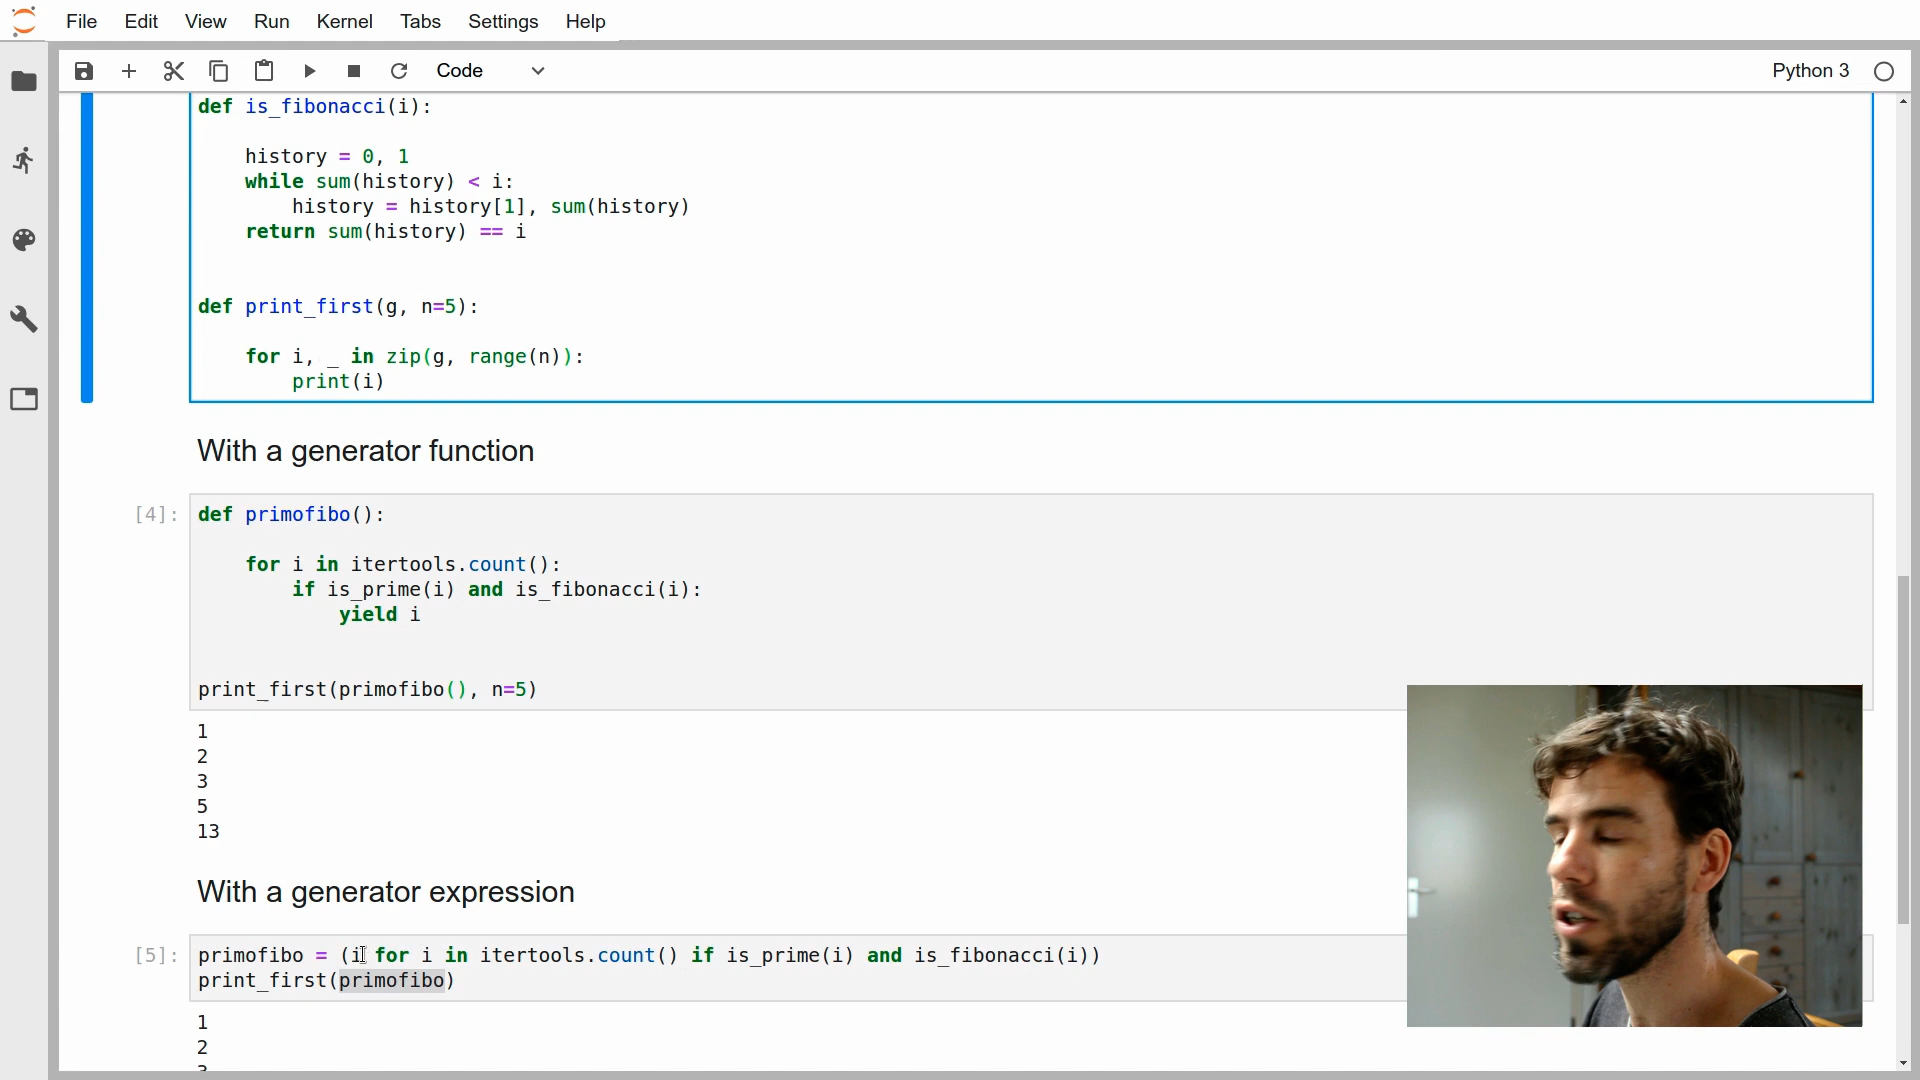 File Edit View Run Kernel Tabs Settings Help
Code Python 3
def is_fibonacci(i):
history = 0, 1
while sum(history) < i:
history = history[1], sum(history)
return sum(history) == i
def print_first(g, n=5):
for i, _ in zip(g, range(n)):
print(i)
With a generator function
[4]: def primofibo():
for i in itertools.count():
if is_prime(i) and is_fibonacci(i):
yield i
print_first(primofibo(), n=5)
1
2
3
5
13
With a generator expression
[5]: primofibo = (i for i in itertools.count() if is_prime(i) and is_fibonacci(i))
print_first(primofibo)
1
2